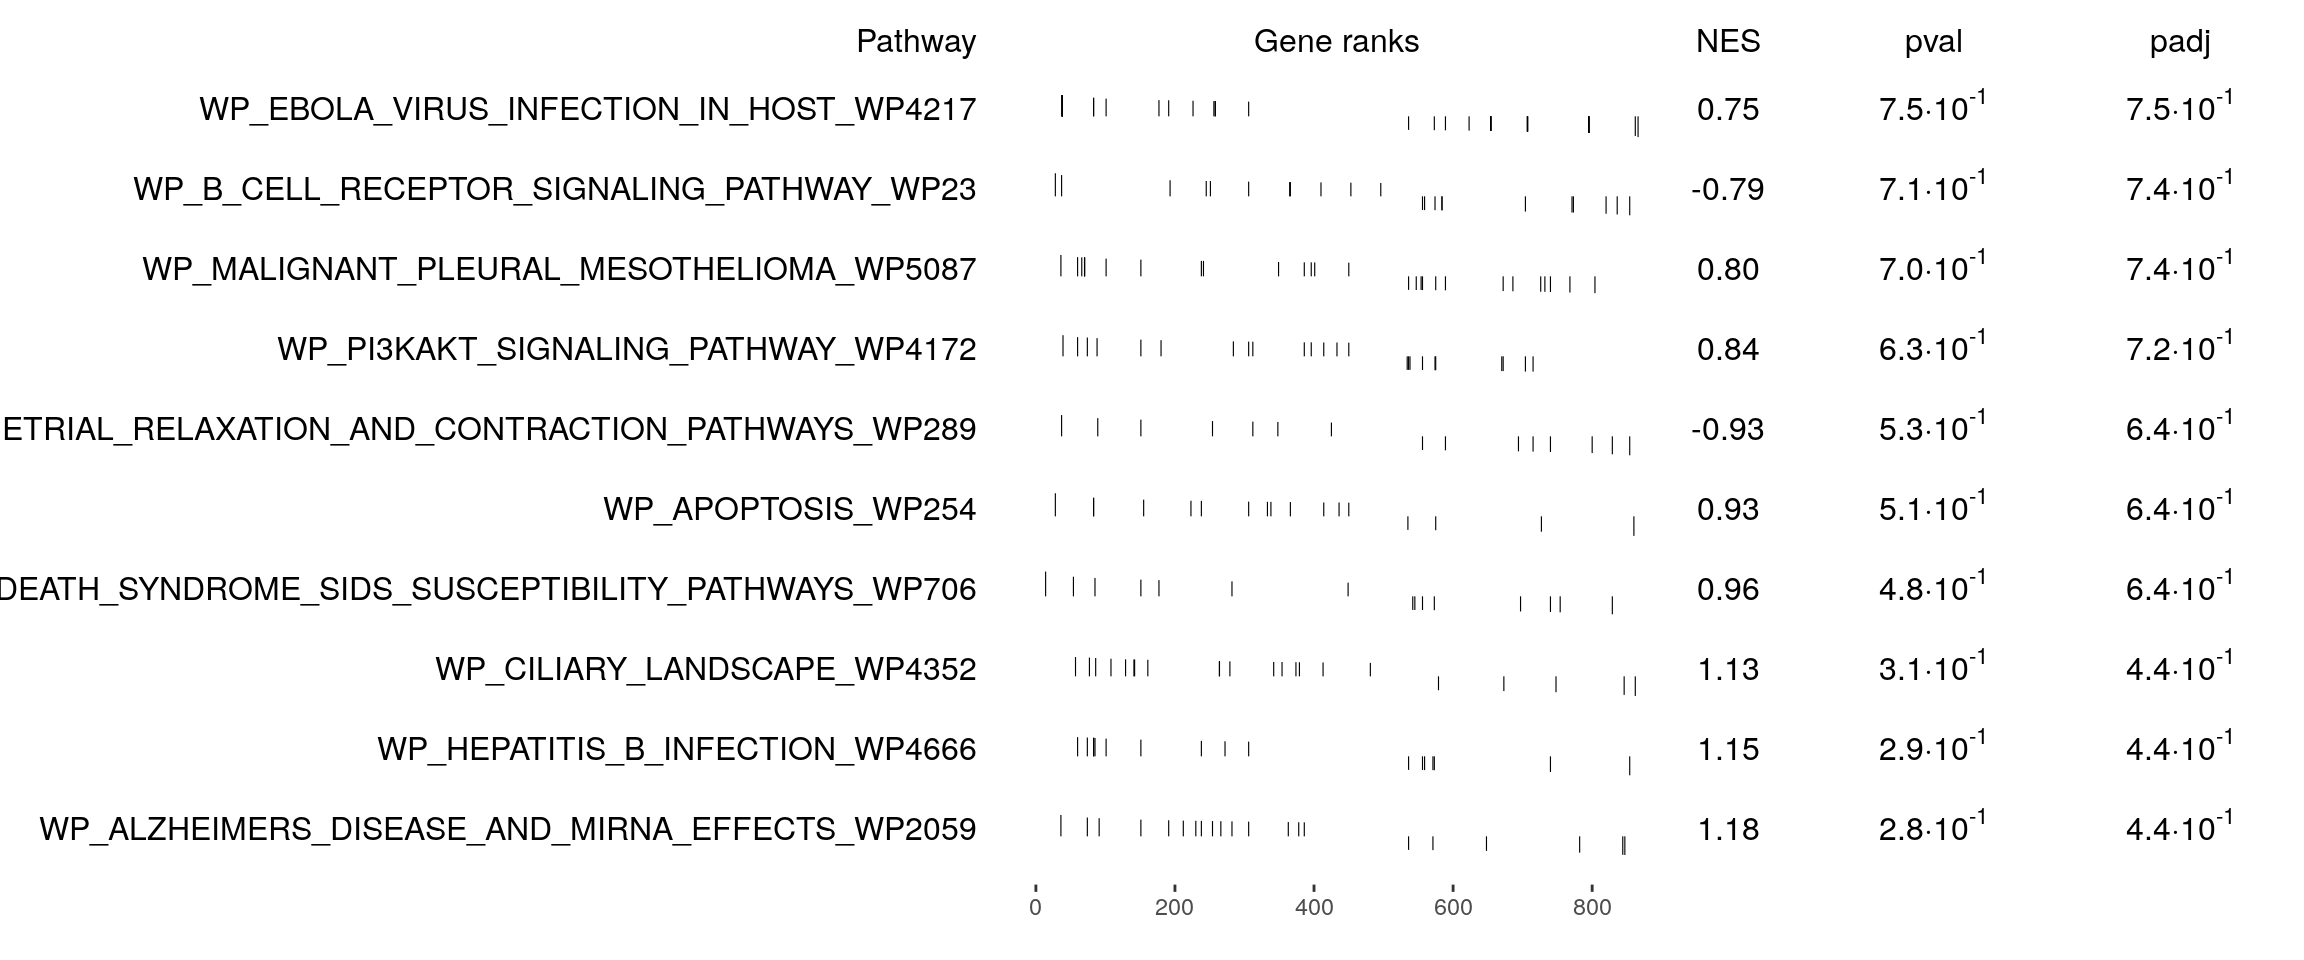 Pathway Gene ranks NES pval padj
WP_EBOLA_VIRUS_INFECTION_IN_HOST_WP4217 0.75 7.5·10⁻¹ 7.5·10⁻¹
WP_B_CELL_RECEPTOR_SIGNALING_PATHWAY_WP23 -0.79 7.1·10⁻¹ 7.4·10⁻¹
WP_MALIGNANT_PLEURAL_MESOTHELIOMA_WP5087 0.80 7.0·10⁻¹ 7.4·10⁻¹
WP_PI3KAKT_SIGNALING_PATHWAY_WP4172 0.84 6.3·10⁻¹ 7.2·10⁻¹
ETRIAL_RELAXATION_AND_CONTRACTION_PATHWAYS_WP289 -0.93 5.3·10⁻¹ 6.4·10⁻¹
WP_APOPTOSIS_WP254 0.93 5.1·10⁻¹ 6.4·10⁻¹
DEATH_SYNDROME_SIDS_SUSCEPTIBILITY_PATHWAYS_WP706 0.96 4.8·10⁻¹ 6.4·10⁻¹
WP_CILIARY_LANDSCAPE_WP4352 1.13 3.1·10⁻¹ 4.4·10⁻¹
WP_HEPATITIS_B_INFECTION_WP4666 1.15 2.9·10⁻¹ 4.4·10⁻¹
WP_ALZHEIMERS_DISEASE_AND_MIRNA_EFFECTS_WP2059 1.18 2.8·10⁻¹ 4.4·10⁻¹
0 200 400 600 800